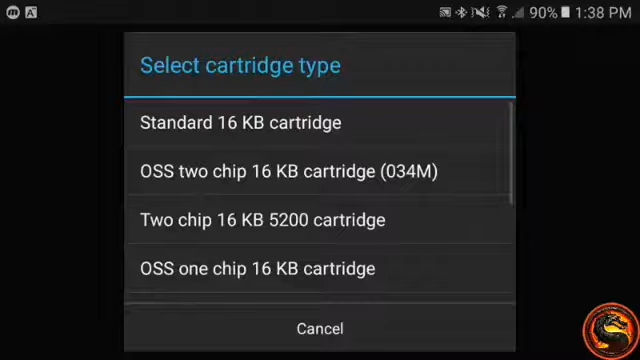 90% 1:38 PM
Select cartridge type
Standard 16 KB cartridge
OSS two chip 16 KB cartridge (034M)
Two chip 16 KB 5200 cartridge
OSS one chip 16 KB cartridge
Cancel